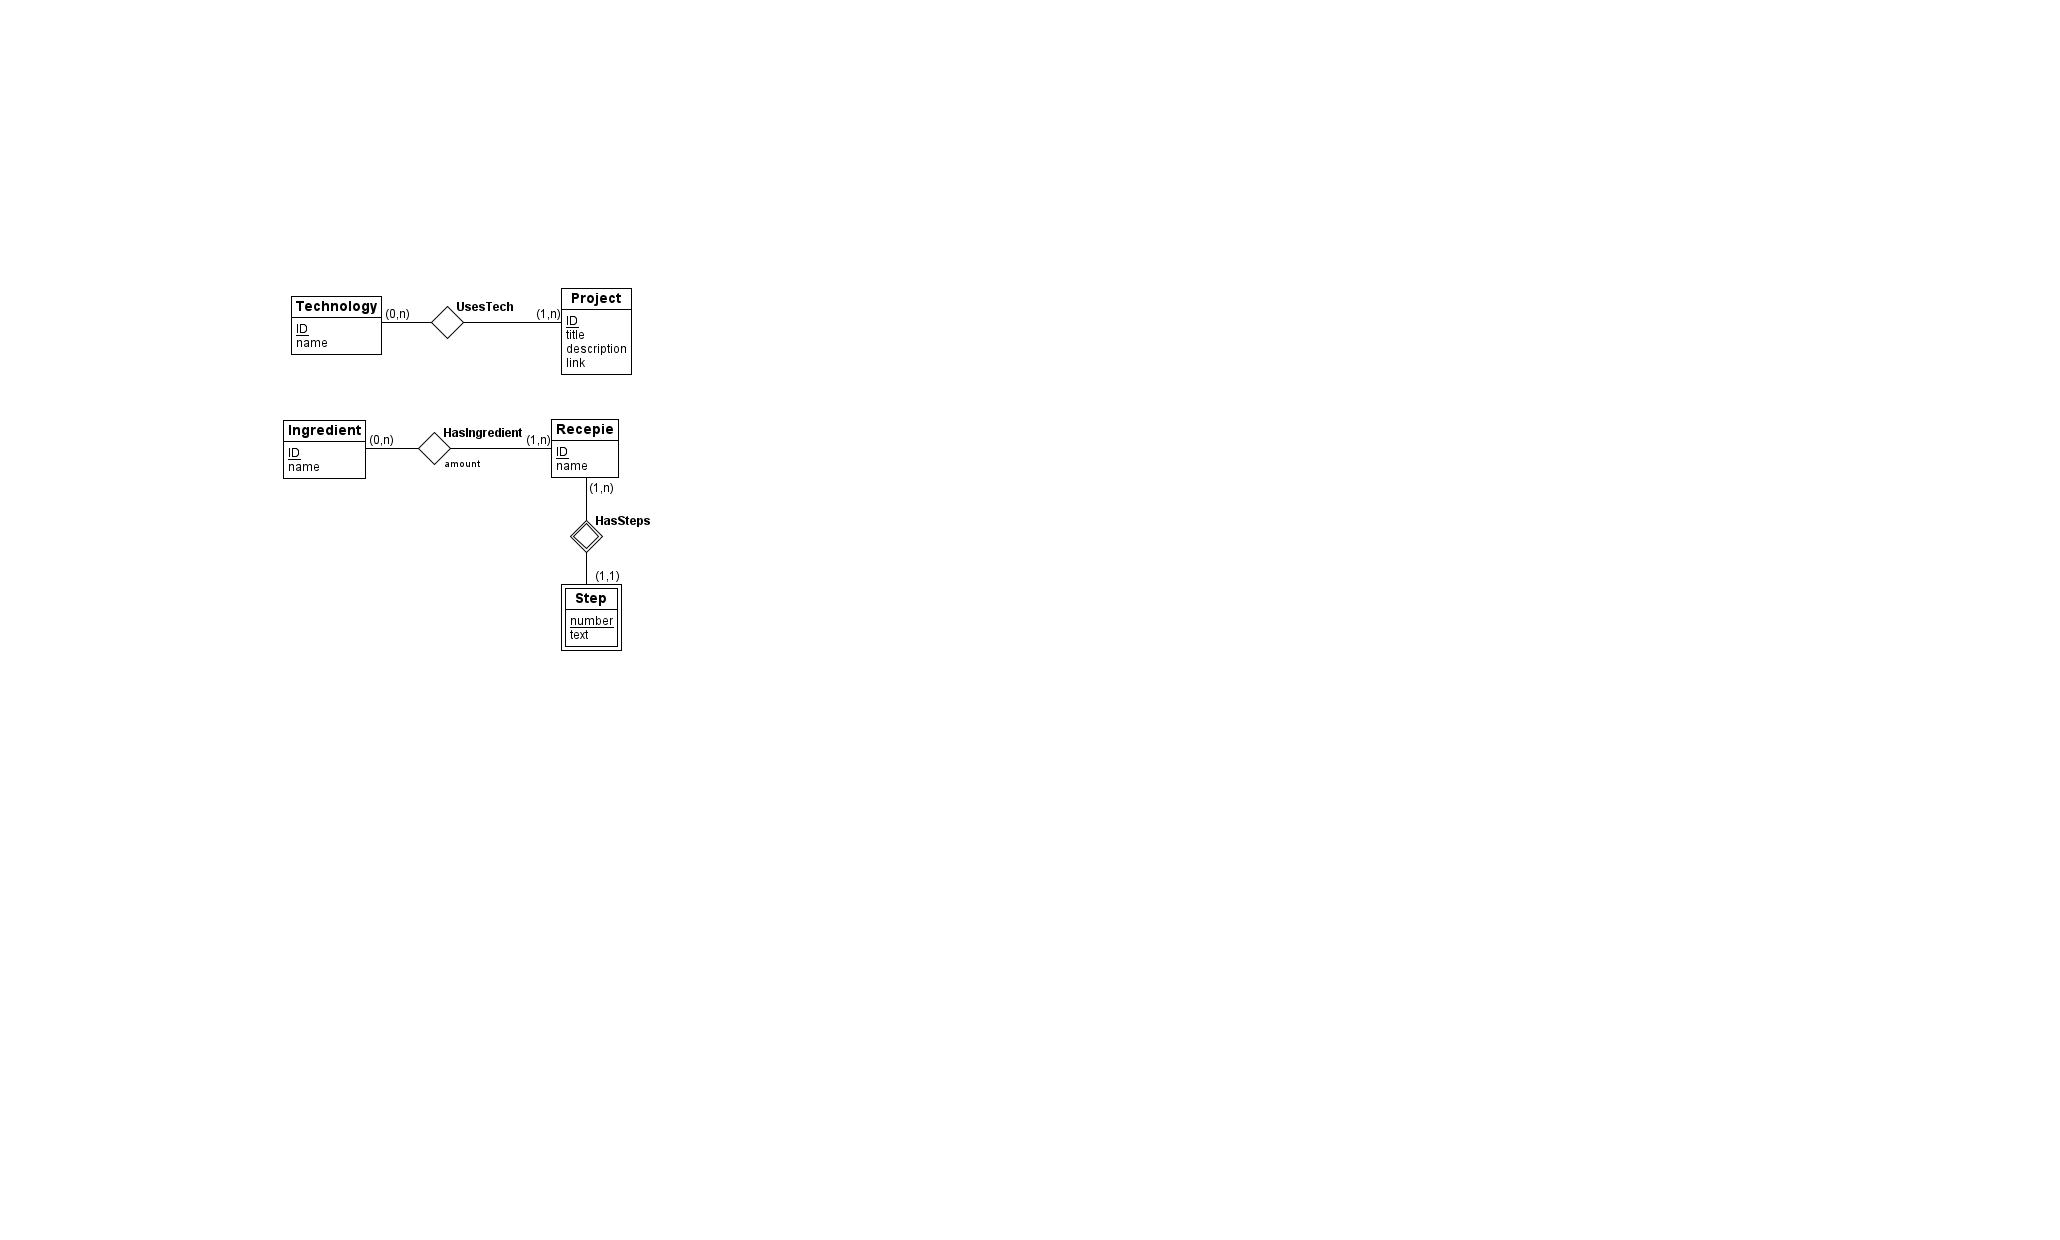 Technology
ID
name
(0,n)
UsesTech
(1,n)
Project
ID
title
description
link
Ingredient
ID
name
(0,n)
HasIngredient
amount
(1,n)
Recepie
ID
name
(1,n)
HasSteps
(1,1)
Step
number
text